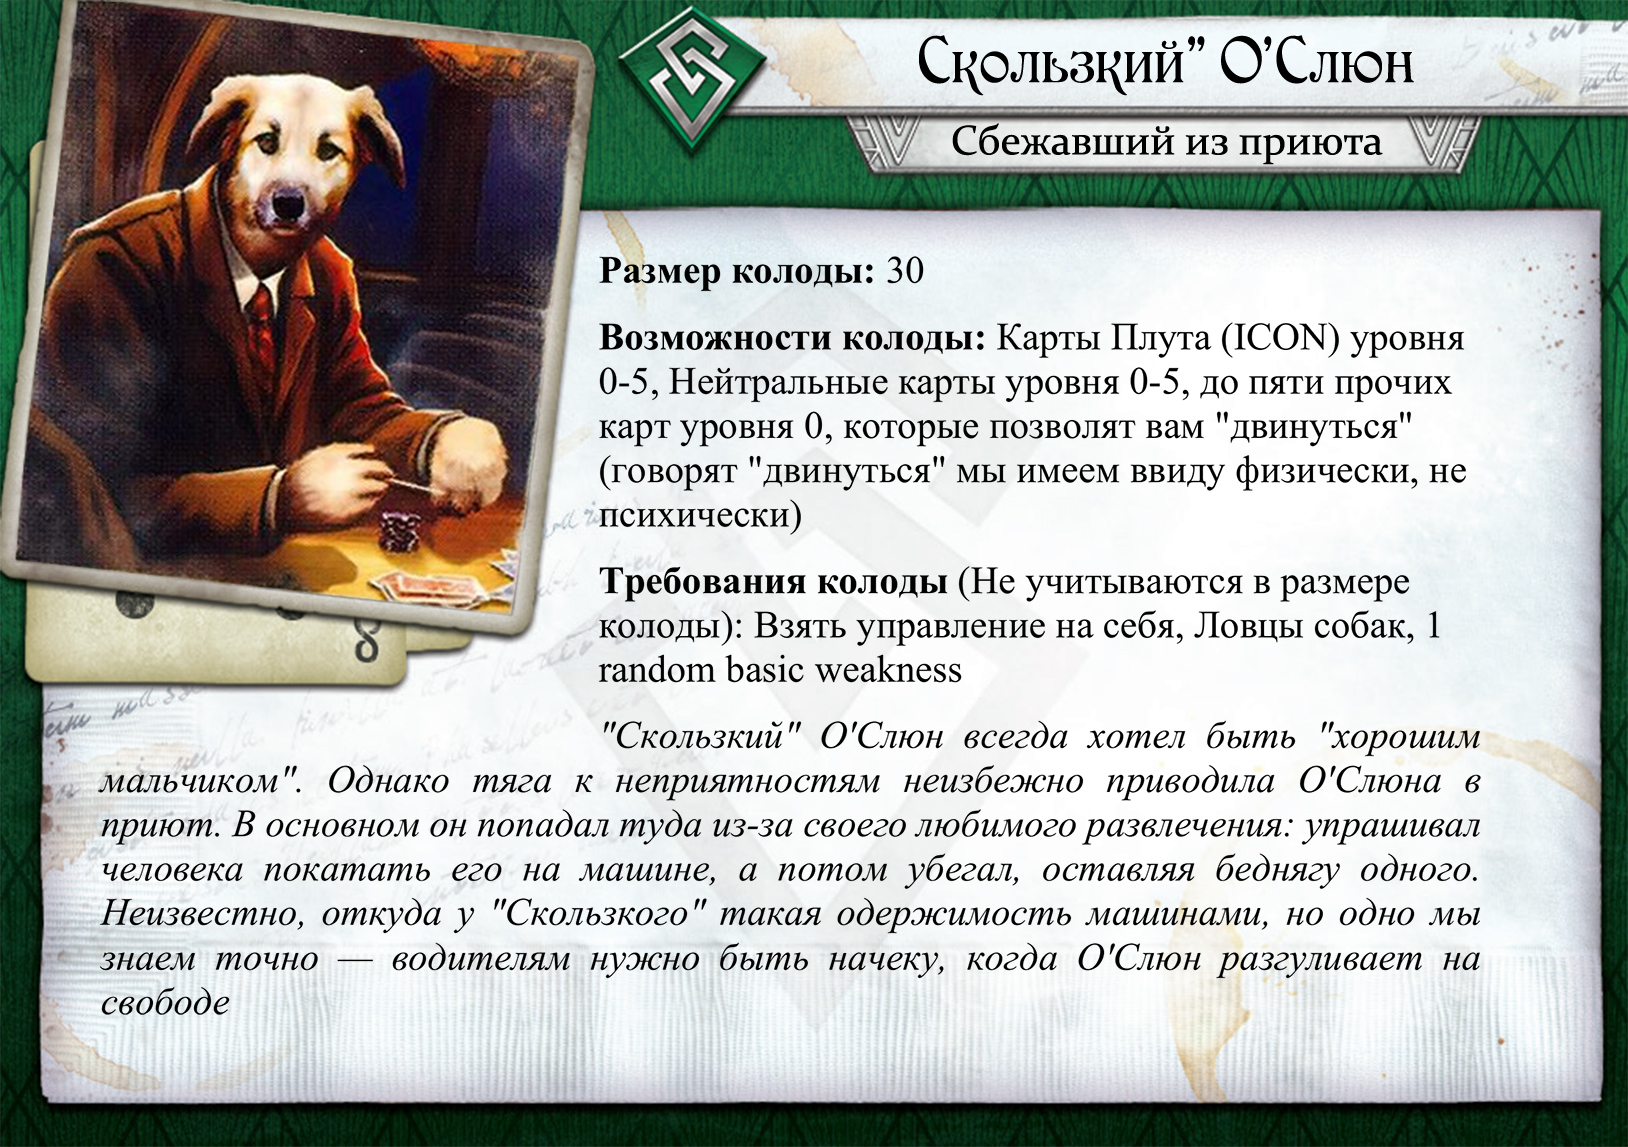 Скользкий” О’Слюн
Сбежавший из приюта
Размер колоды: 30
Возможности колоды: Карты Плута (ICON) уровня
0-5, Нейтральные карты уровня 0-5, до пяти прочих
карт уровня 0, которые позволят вам "двинуться"
(говорят "двинуться" мы имеем ввиду физически, не
психически)
Требования колоды (Не учитываются в размере
колоды): Взять управление на себя, Ловцы собак, 1
random basic weakness
"Скользкий" О'Слюн всегда хотел быть "хорошим
мальчиком". Однако тяга к неприятностям неизбежно приводила О'Слюна в
приют. В основном он попадал туда из-за своего любимого развлечения: упрашивал
человека покатать его на машине, а потом убегал, оставляя беднягу одного.
Неизвестно, откуда у "Скользкого" такая одержимость машинами, но одно мы
знаем точно — водителям нужно быть начеку, когда О'Слюн разгуливает на
свободе
8